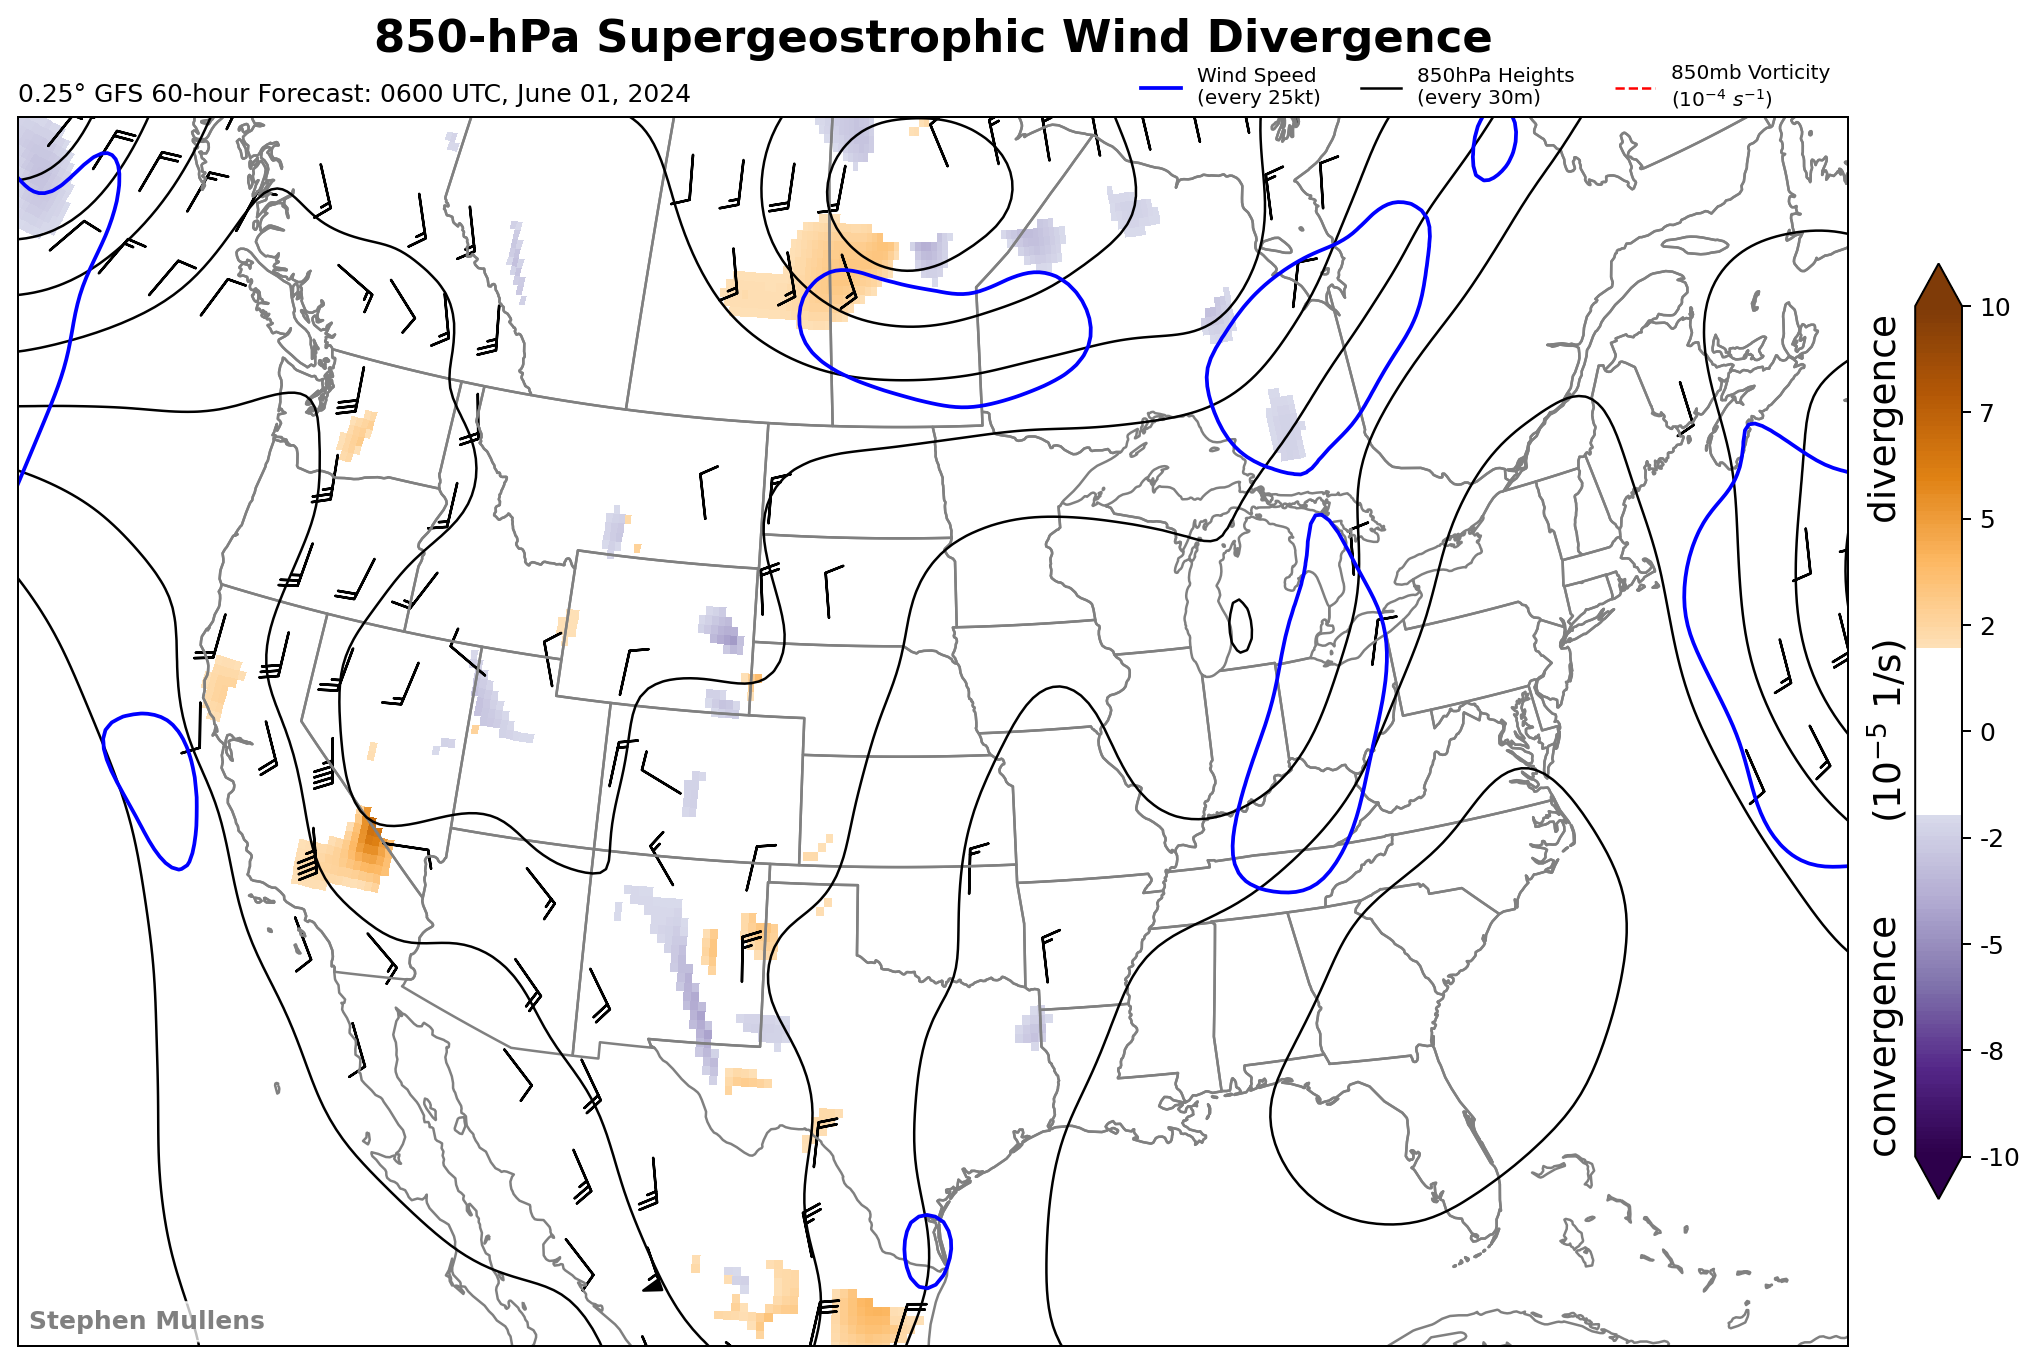 850-hPa Supergeostrophic Wind Divergence
0.25° GFS 60-hour Forecast: 0600 UTC, June 01, 2024
Wind Speed
(every 25kt)
850hPa Heights
(every 30m)
850mb Vorticity
(10⁻⁴ s⁻¹)
10
7
5
2
0
-2
-5
-8
-10
convergence (10⁻⁵ 1/s) divergence
Stephen Mullens